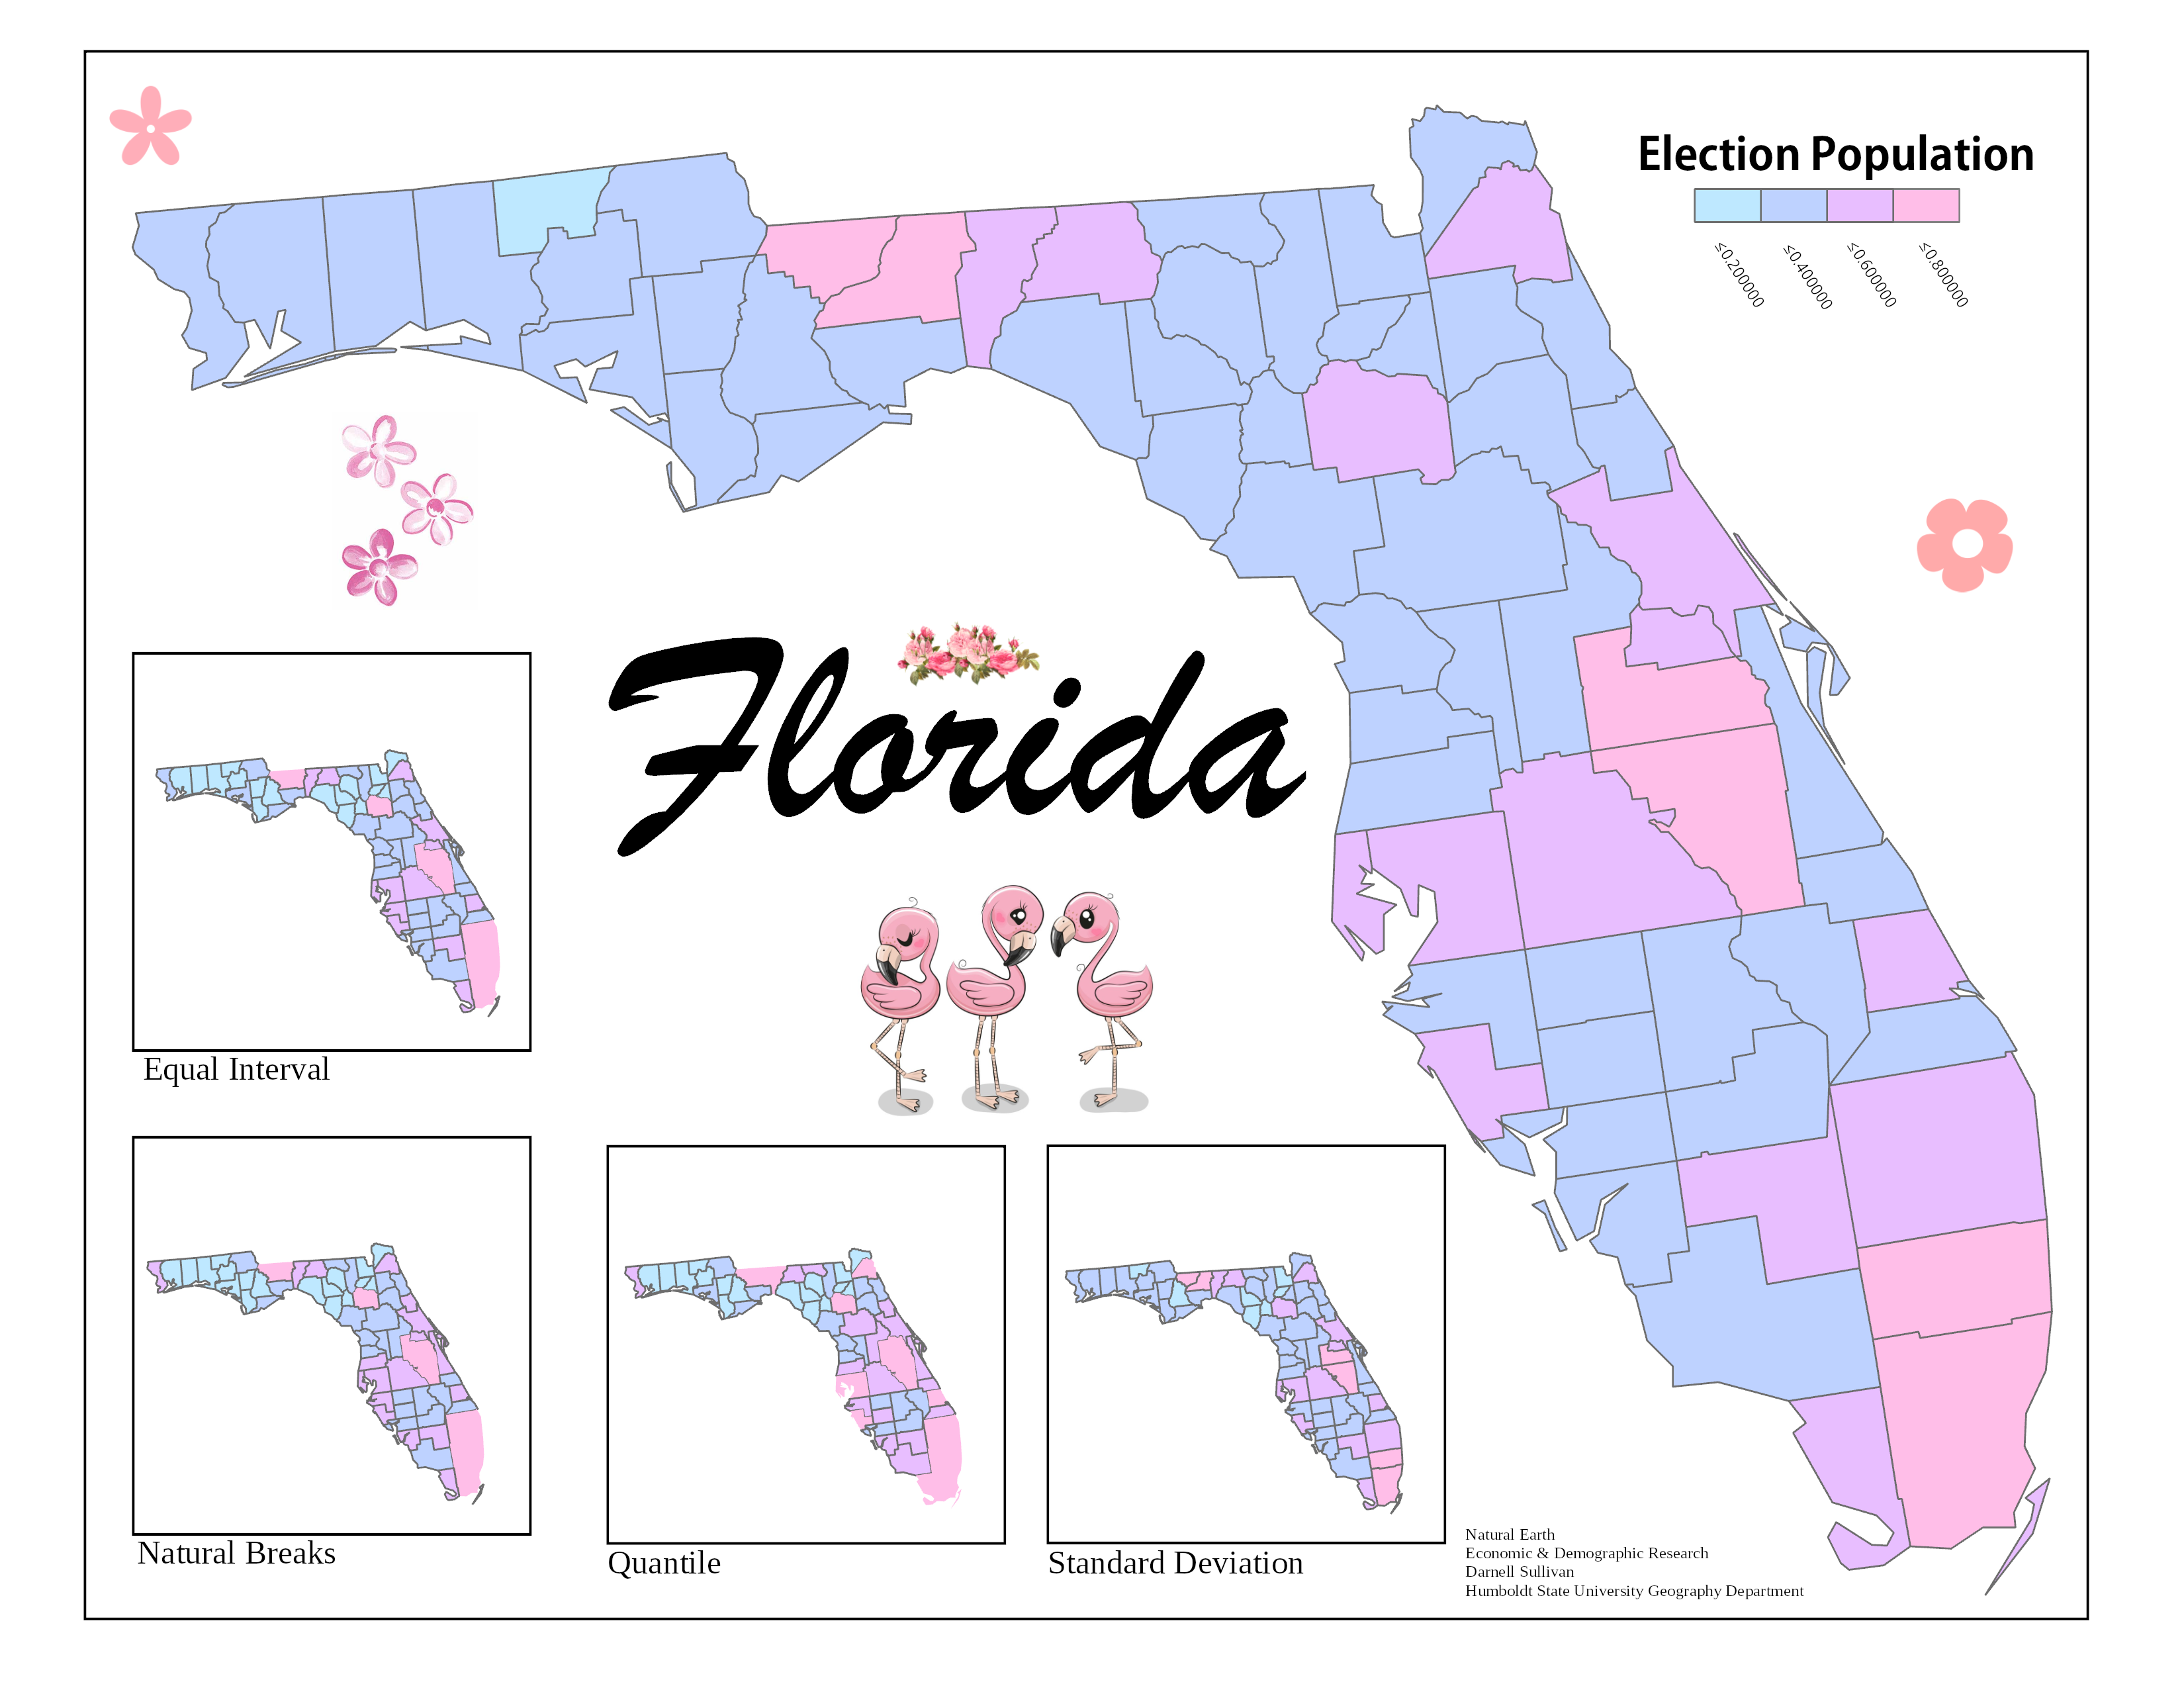 Election Population
≤0.200000
≤0.400000
≤0.600000
≤0.800000
Florida
Equal Interval
Natural Breaks
Quantile
Standard Deviation
Natural Earth
Economic & Demographic Research
Darnell Sullivan
Humboldt State University Geography Department